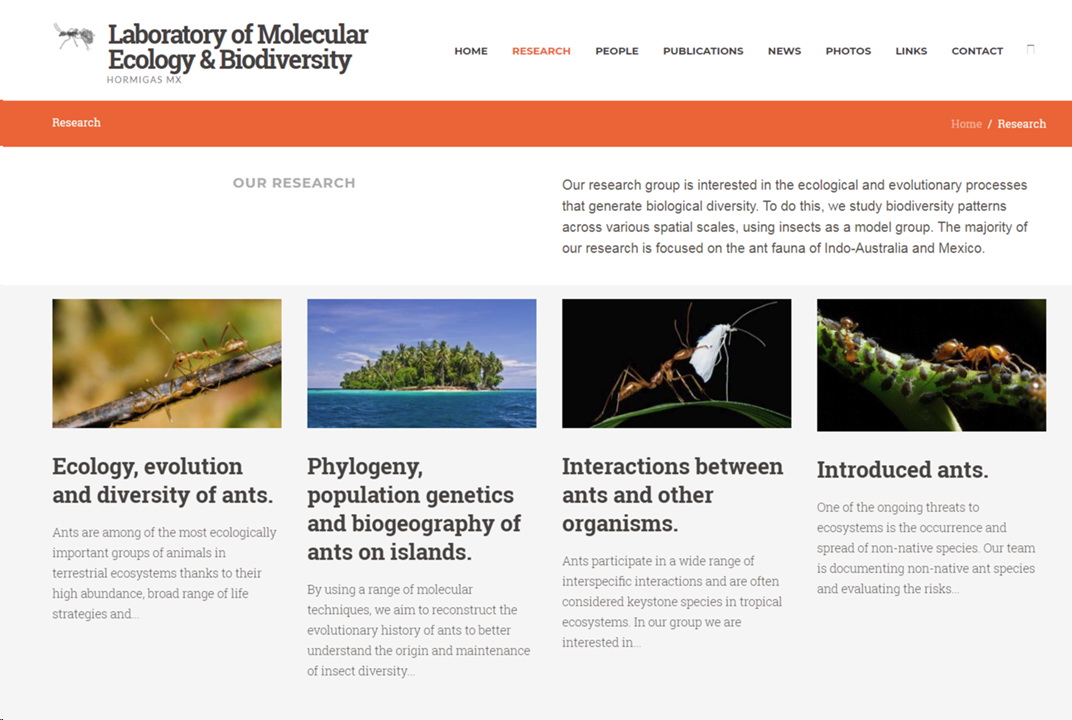 Laboratory of Molecular
Ecology & Biodiversity
HORMIGAS MX
HOME RESEARCH PEOPLE PUBLICATIONS NEWS PHOTOS LINKS CONTACT
Research
Home / Research
OUR RESEARCH
Our research group is interested in the ecological and evolutionary processes
that generate biological diversity. To do this, we study biodiversity patterns
across various spatial scales, using insects as a model group. The majority of
our research is focused on the ant fauna of Indo-Australia and Mexico.
Ecology, evolution
and diversity of ants.
Ants are among of the most ecologically
important groups of animals in
terrestrial ecosystems thanks to their
high abundance, broad range of life
strategies and...
Phylogeny,
population genetics
and biogeography of
ants on islands.
By using a range of molecular
techniques, we aim to reconstruct the
evolutionary history of ants to better
understand the origin and maintenance
of insect diversity...
Interactions between
ants and other
organisms.
Ants participate in a wide range of
interspecific interactions and are often
considered keystone species in tropical
ecosystems. In our group we are
interested in...
Introduced ants.
One of the ongoing threats to
ecosystems is the occurrence and
spread of non-native species. Our team
is documenting non-native ant species
and evaluating the risks...